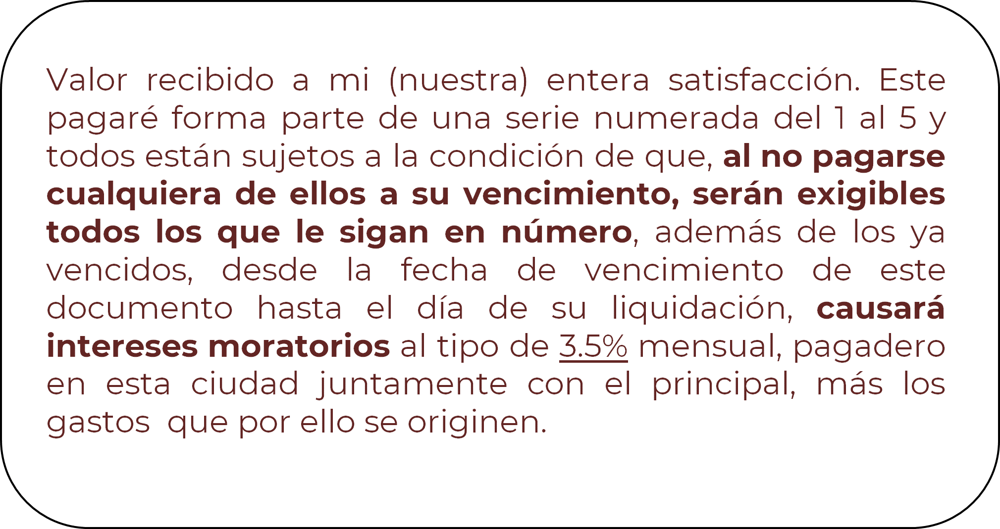 Valor recibido a mi (nuestra) entera satisfacción. Este
pagaré forma parte de una serie numerada del 1 al 5 y
todos están sujetos a la condición de que, al no pagarse
cualquiera de ellos a su vencimiento, serán exigibles
todos los que le sigan en número, además de los ya
vencidos, desde la fecha de vencimiento de este
documento hasta el día de su liquidación, causará
intereses moratorios al tipo de 3.5% mensual, pagadero
en esta ciudad juntamente con el principal, más los
gastos  que por ello se originen.